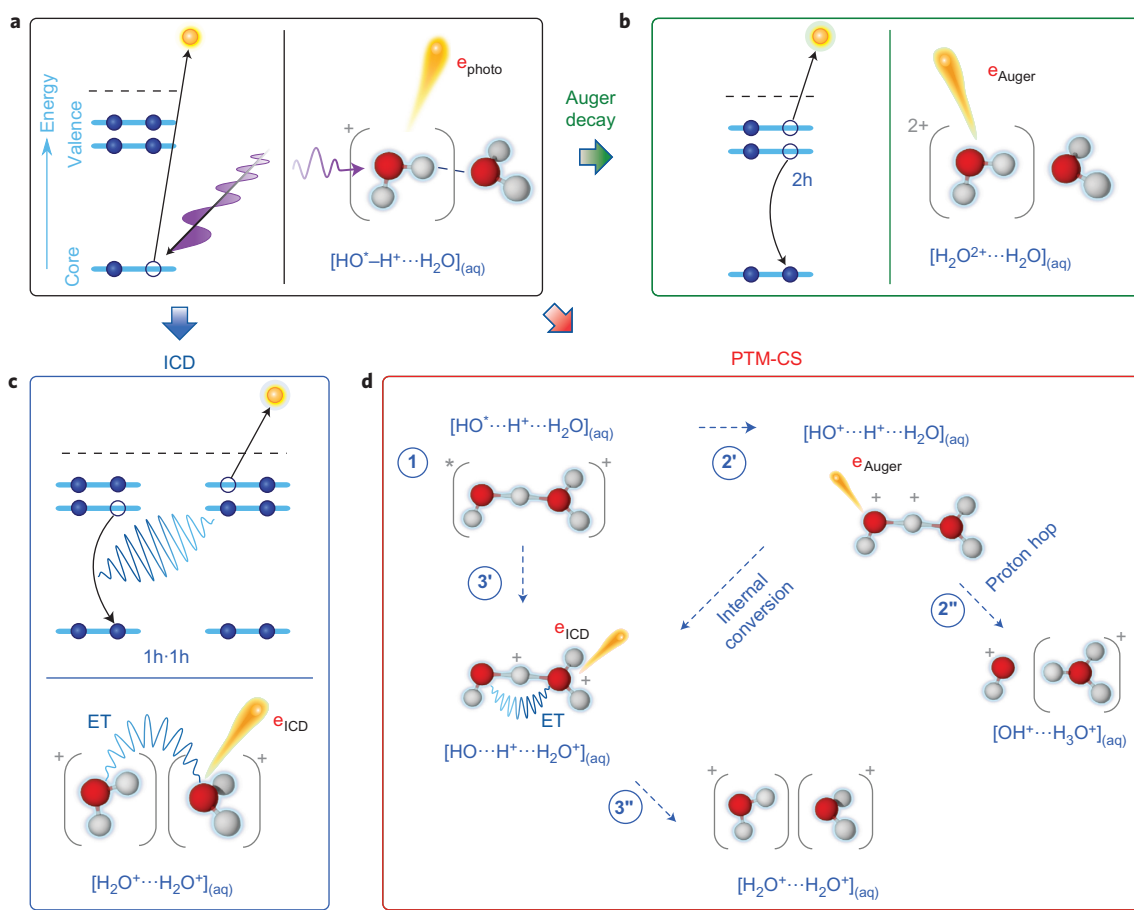 a
Energy
Valence
Core
e_photo
+
[HO*–H+···H2O](aq)
Auger
decay
b
2h
e_Auger
2+
[H2O2+···H2O](aq)
ICD
c
1h·1h
ET
e_ICD
+
+
[H2O+···H2O+](aq)
PTM-CS
d
[HO*···H+···H2O](aq)
1
*
+
2'
[HO+···H+···H2O](aq)
e_Auger
+ +
3'
Internal
conversion
Proton hop
2"
e_ICD
+
+
ET
[HO···H+···H2O+](aq)
+
+
[OH+···H3O+](aq)
3"
+
+
[H2O+···H2O+](aq)